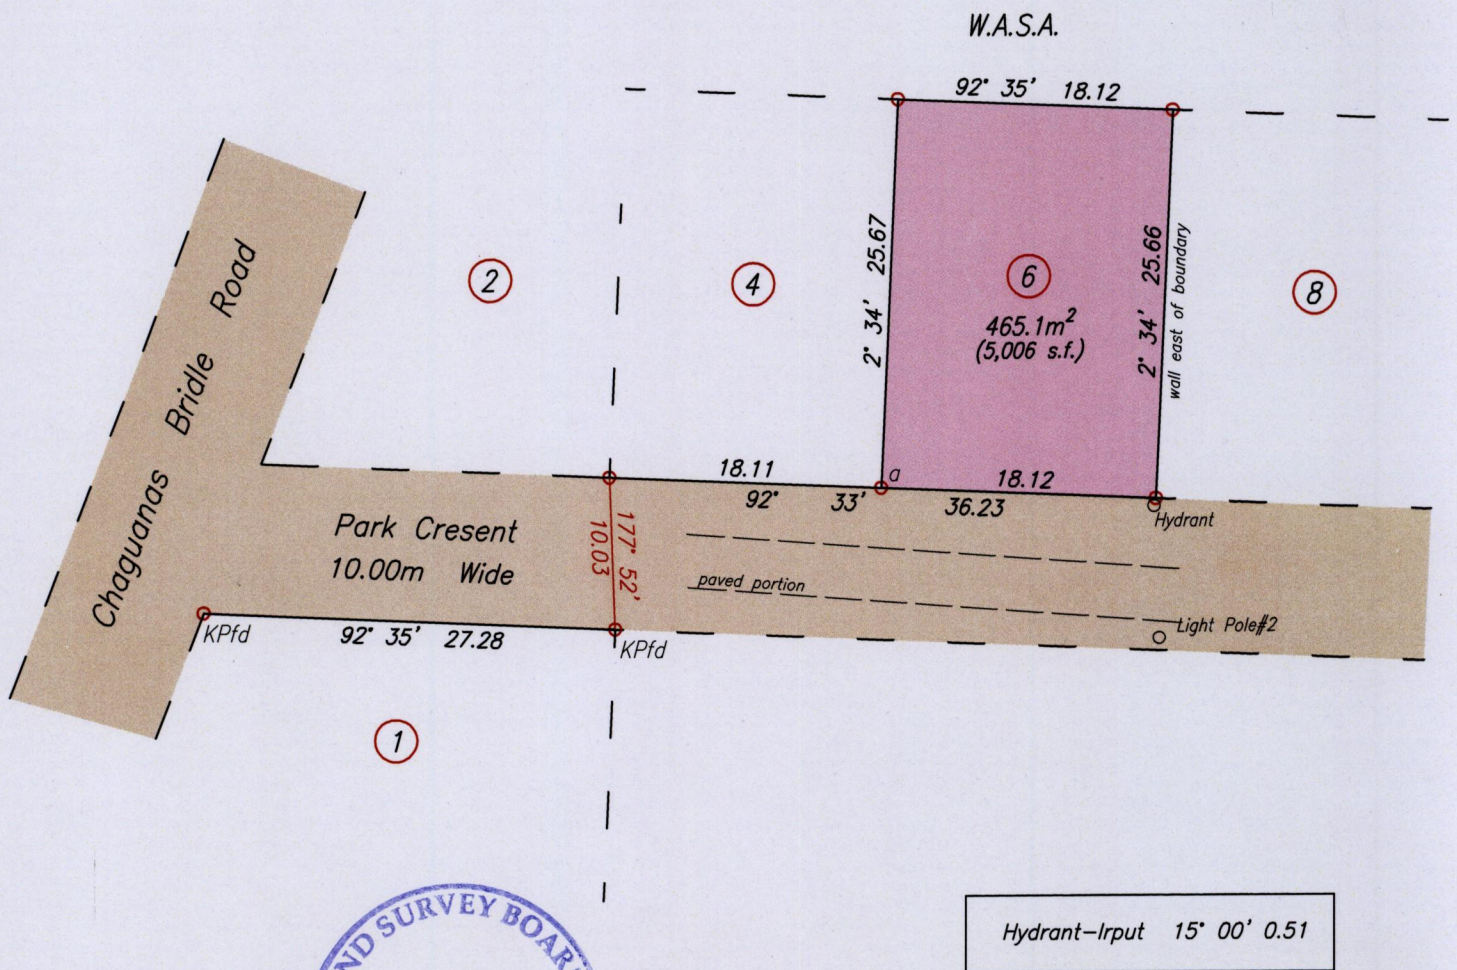 W.A.S.A.
92° 35' 18.12
2° 34' 25.67
2° 34' 25.66
wall east of boundary
2
4
6
465.1m²
(5,006 s.f.)
8
Chaguanas Bridle Road
18.11
a
18.12
92° 33' 36.23
Hydrant
Park Cresent
10.00m Wide
177° 52'
10.03
paved portion
Light Pole#2
KPfd
92° 35' 27.28
KPfd
1
Hydrant-Irput 15° 00' 0.51
SURVEY